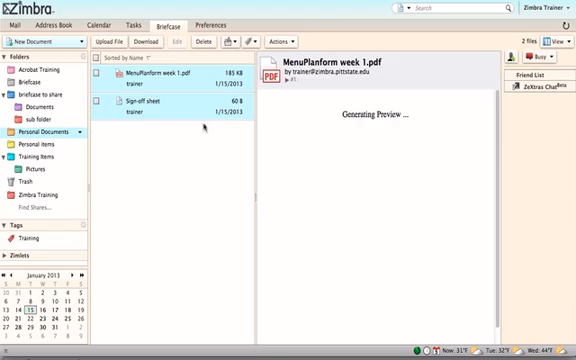 Zimbra
Search
Zimbra Trainer
Mail
Address Book
Calendar
Tasks
Briefcase
Preferences
New Document
Upload File
Download
Edit
Delete
Actions
2 files
View
Folders
Acrobat Training
Briefcase
briefcase to share
Documents
sub folder
Personal Documents
Personal items
Training Items
Pictures
Trash
Zimbra Training
Find Shares...
Tags
Training
Zimlets
January 2013
S M T W T F S
30 31 1 2 3 4 5
6 7 8 9 10 11 12
13 14 15 16 17 18 19
20 21 22 23 24 25 26
27 28 29 30 31 1 2
3 4 5 6 7 8 9
Sorted by Name
MenuPlanform week 1.pdf 185 KB
trainer 1/15/2013
Sign-off sheet 60 B
trainer 1/15/2013
MenuPlanform week 1.pdf
by trainer@zimbra.pittstate.edu
#1
PDF
Generating Preview ...
Busy
Friend List
ZeXtras Chat Beta
Now: 31°F Tue: 32°F Wed: 44°F